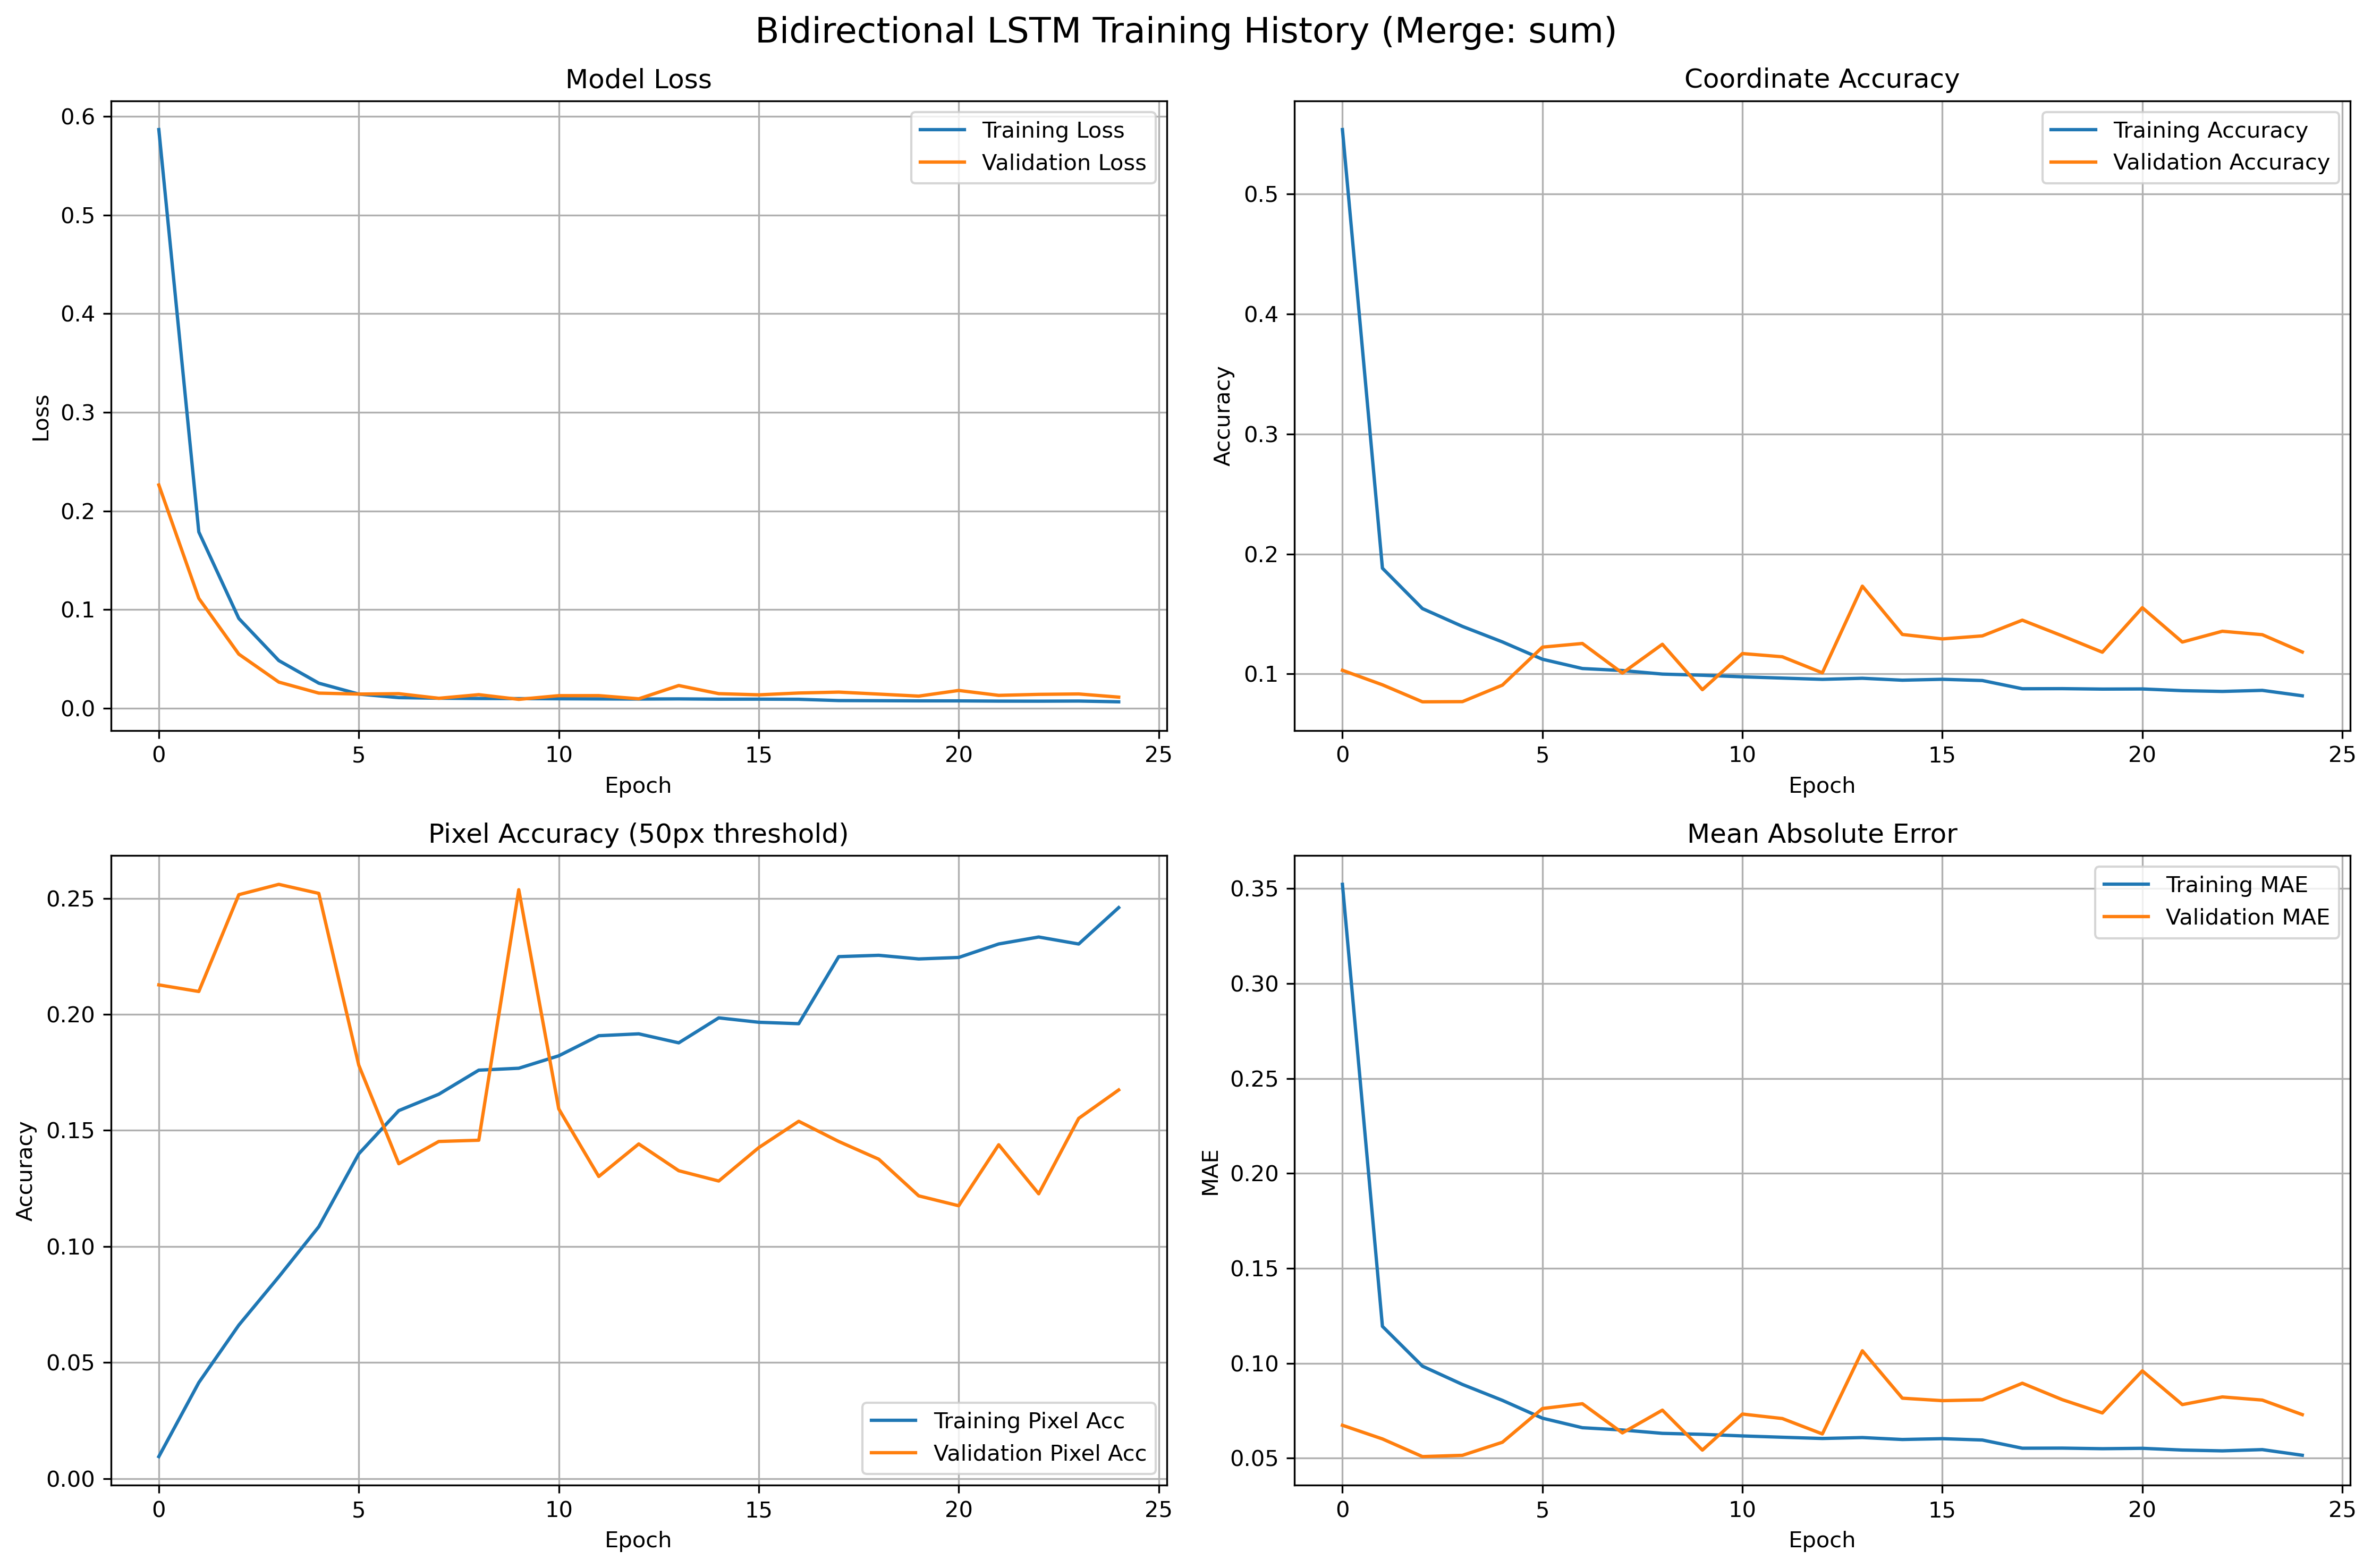 Bidirectional LSTM Training History (Merge: sum)
Model Loss
0.6
0.5
0.4
0.3
0.2
0.1
0.0
Loss
Training Loss
Validation Loss
0 5 10 15 20 25
Epoch
Coordinate Accuracy
0.5
0.4
0.3
0.2
0.1
Accuracy
Training Accuracy
Validation Accuracy
0 5 10 15 20 25
Epoch
Pixel Accuracy (50px threshold)
0.25
0.20
0.15
0.10
0.05
0.00
Accuracy
Training Pixel Acc
Validation Pixel Acc
0 5 10 15 20 25
Epoch
Mean Absolute Error
0.35
0.30
0.25
0.20
0.15
0.10
0.05
MAE
Training MAE
Validation MAE
0 5 10 15 20 25
Epoch